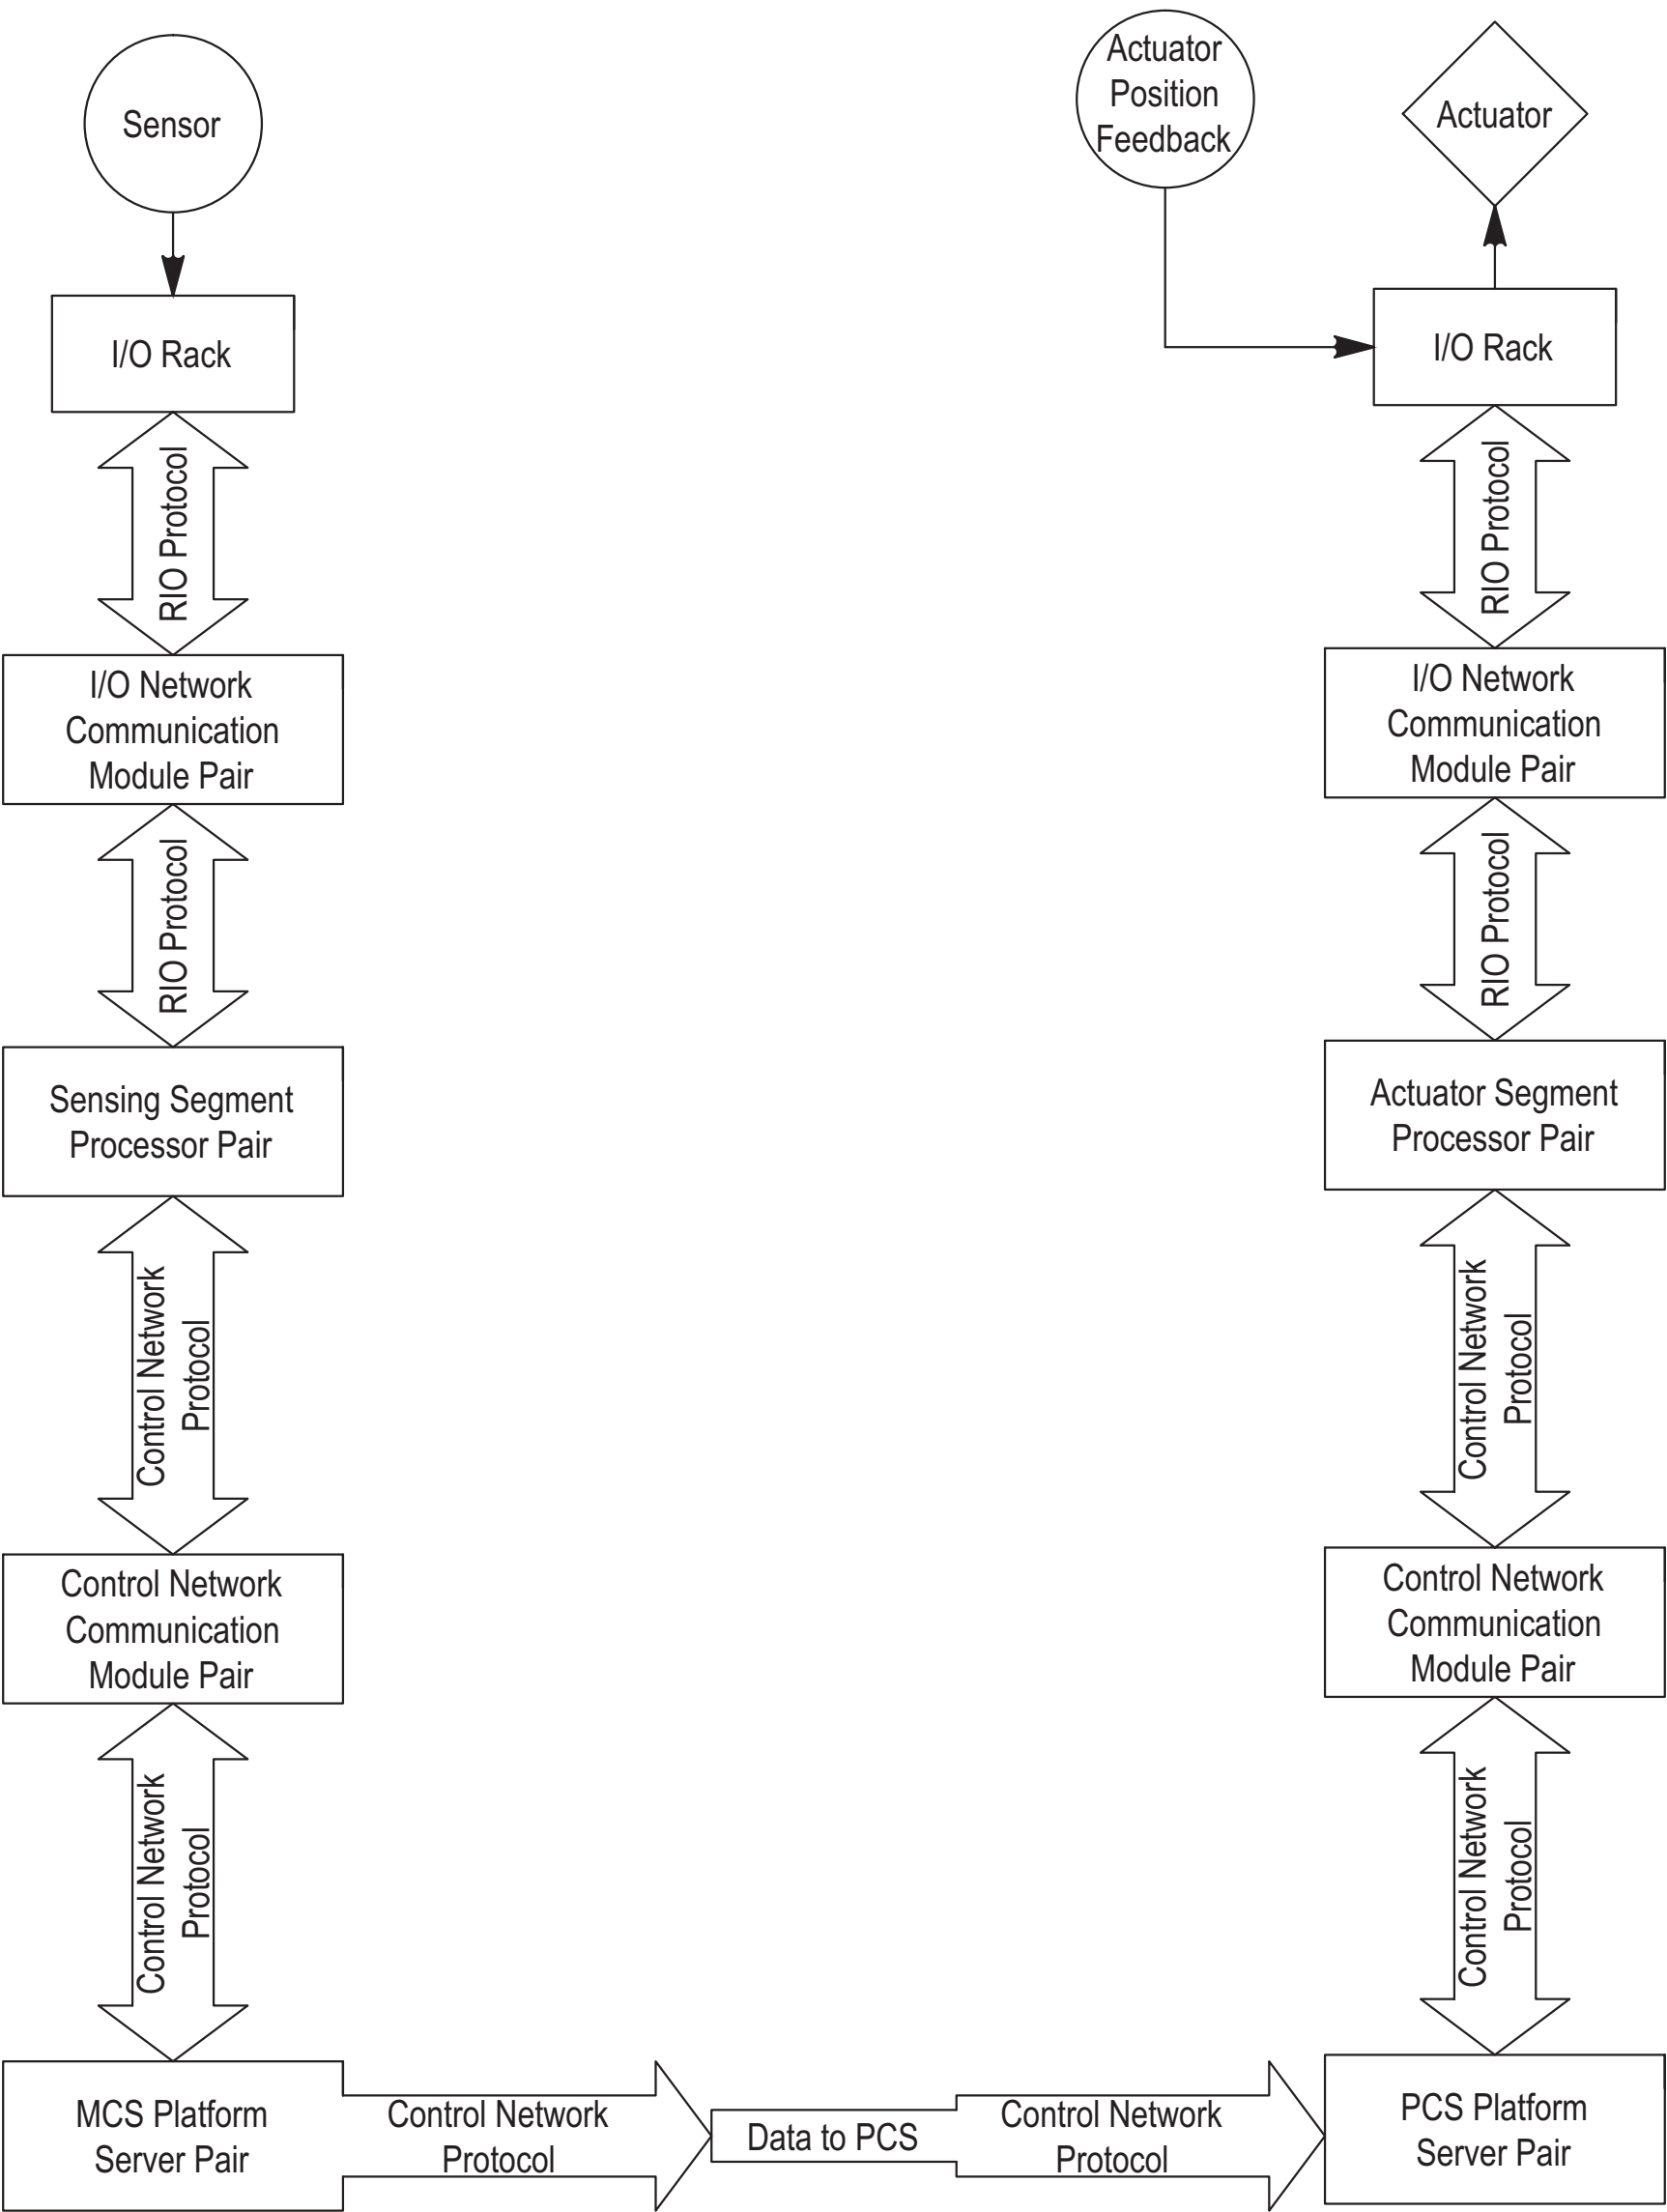 Sensor
I/O Rack
RIO Protocol
I/O Network
Communication
Module Pair
RIO Protocol
Sensing Segment
Processor Pair
Control Network
Protocol
Control Network
Communication
Module Pair
Control Network
Protocol
MCS Platform
Server Pair
Control Network
Protocol
Data to PCS
Control Network
Protocol
Actuator
Position
Feedback
Actuator
I/O Rack
RIO Protocol
I/O Network
Communication
Module Pair
RIO Protocol
Actuator Segment
Processor Pair
Control Network
Protocol
Control Network
Communication
Module Pair
Control Network
Protocol
PCS Platform
Server Pair